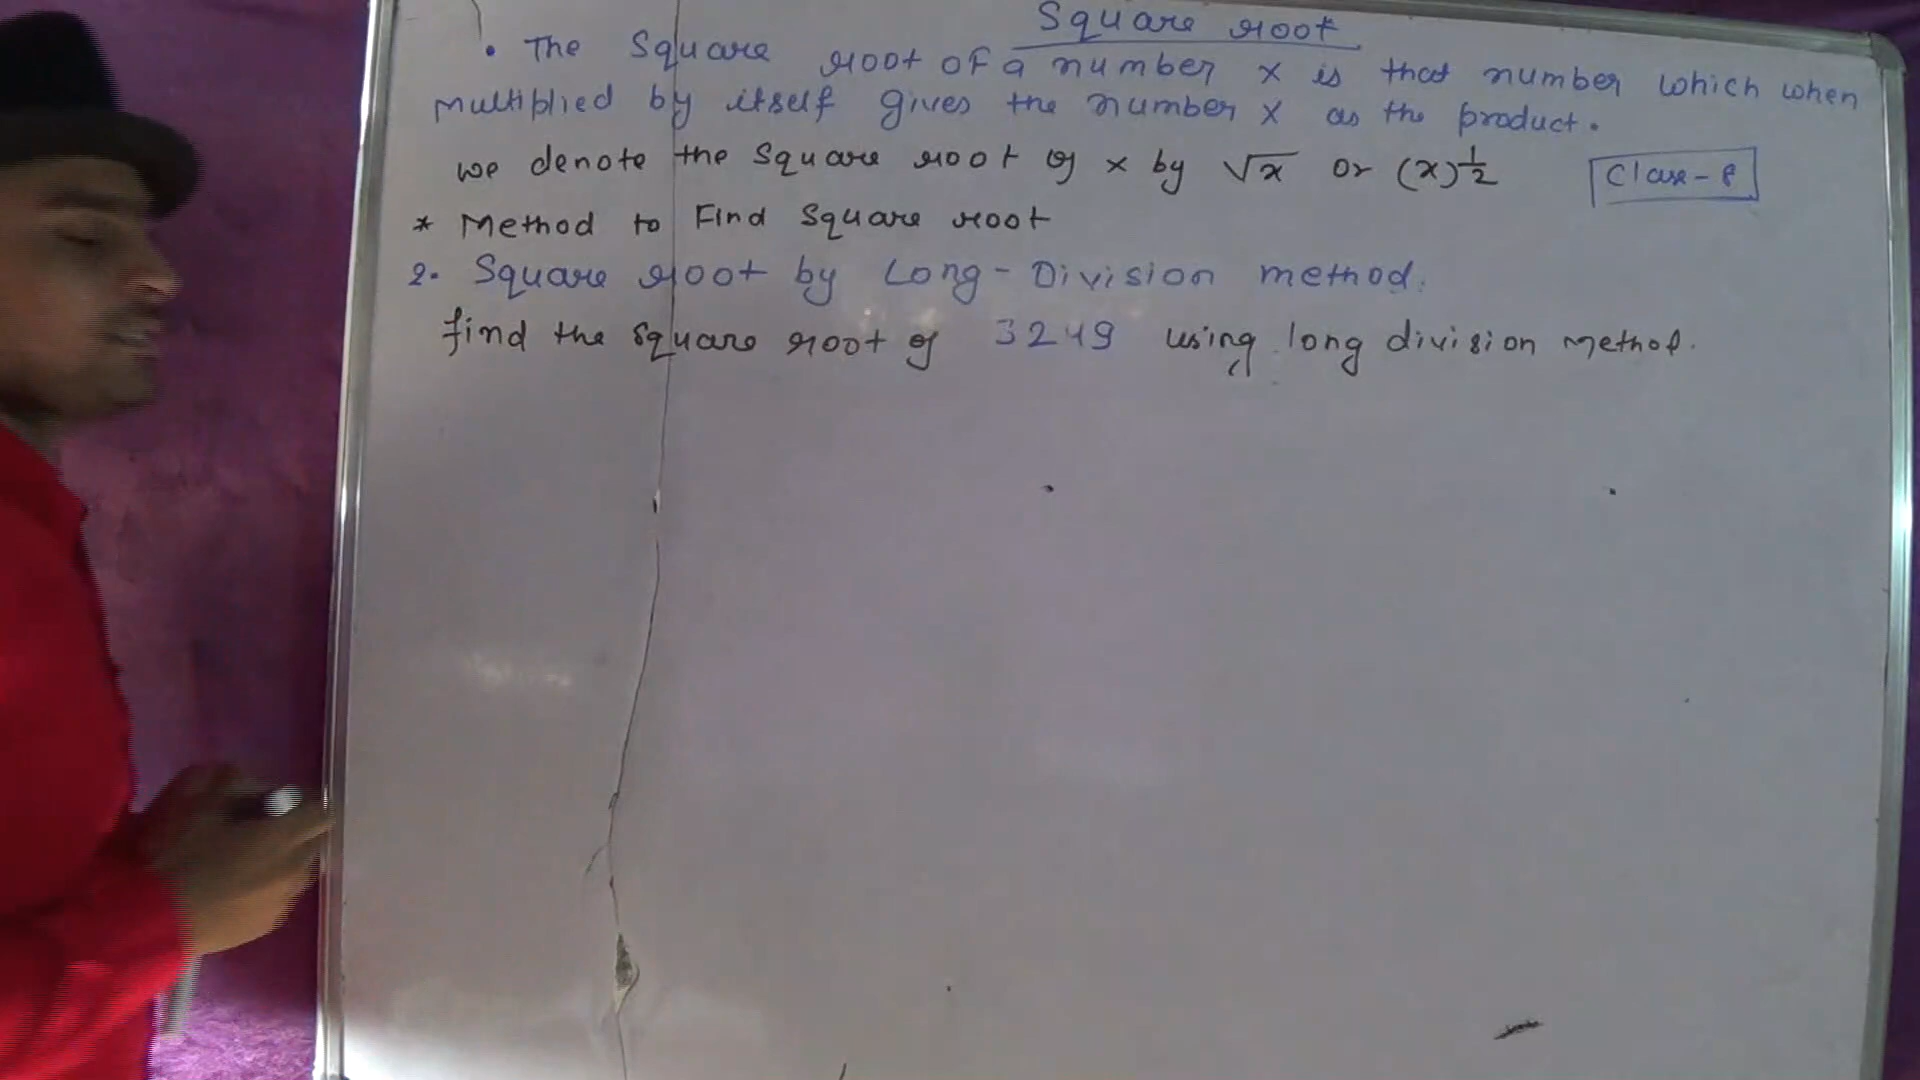 Square root
• The Square root of a number x is that number which when
multiplied by itself gives the number x as the product.
we denote the square root of x by √x or (x)½
Class-8
* Method to Find Square root
2. Square root by Long-Division method.
find the square root of 3249 using long division method.